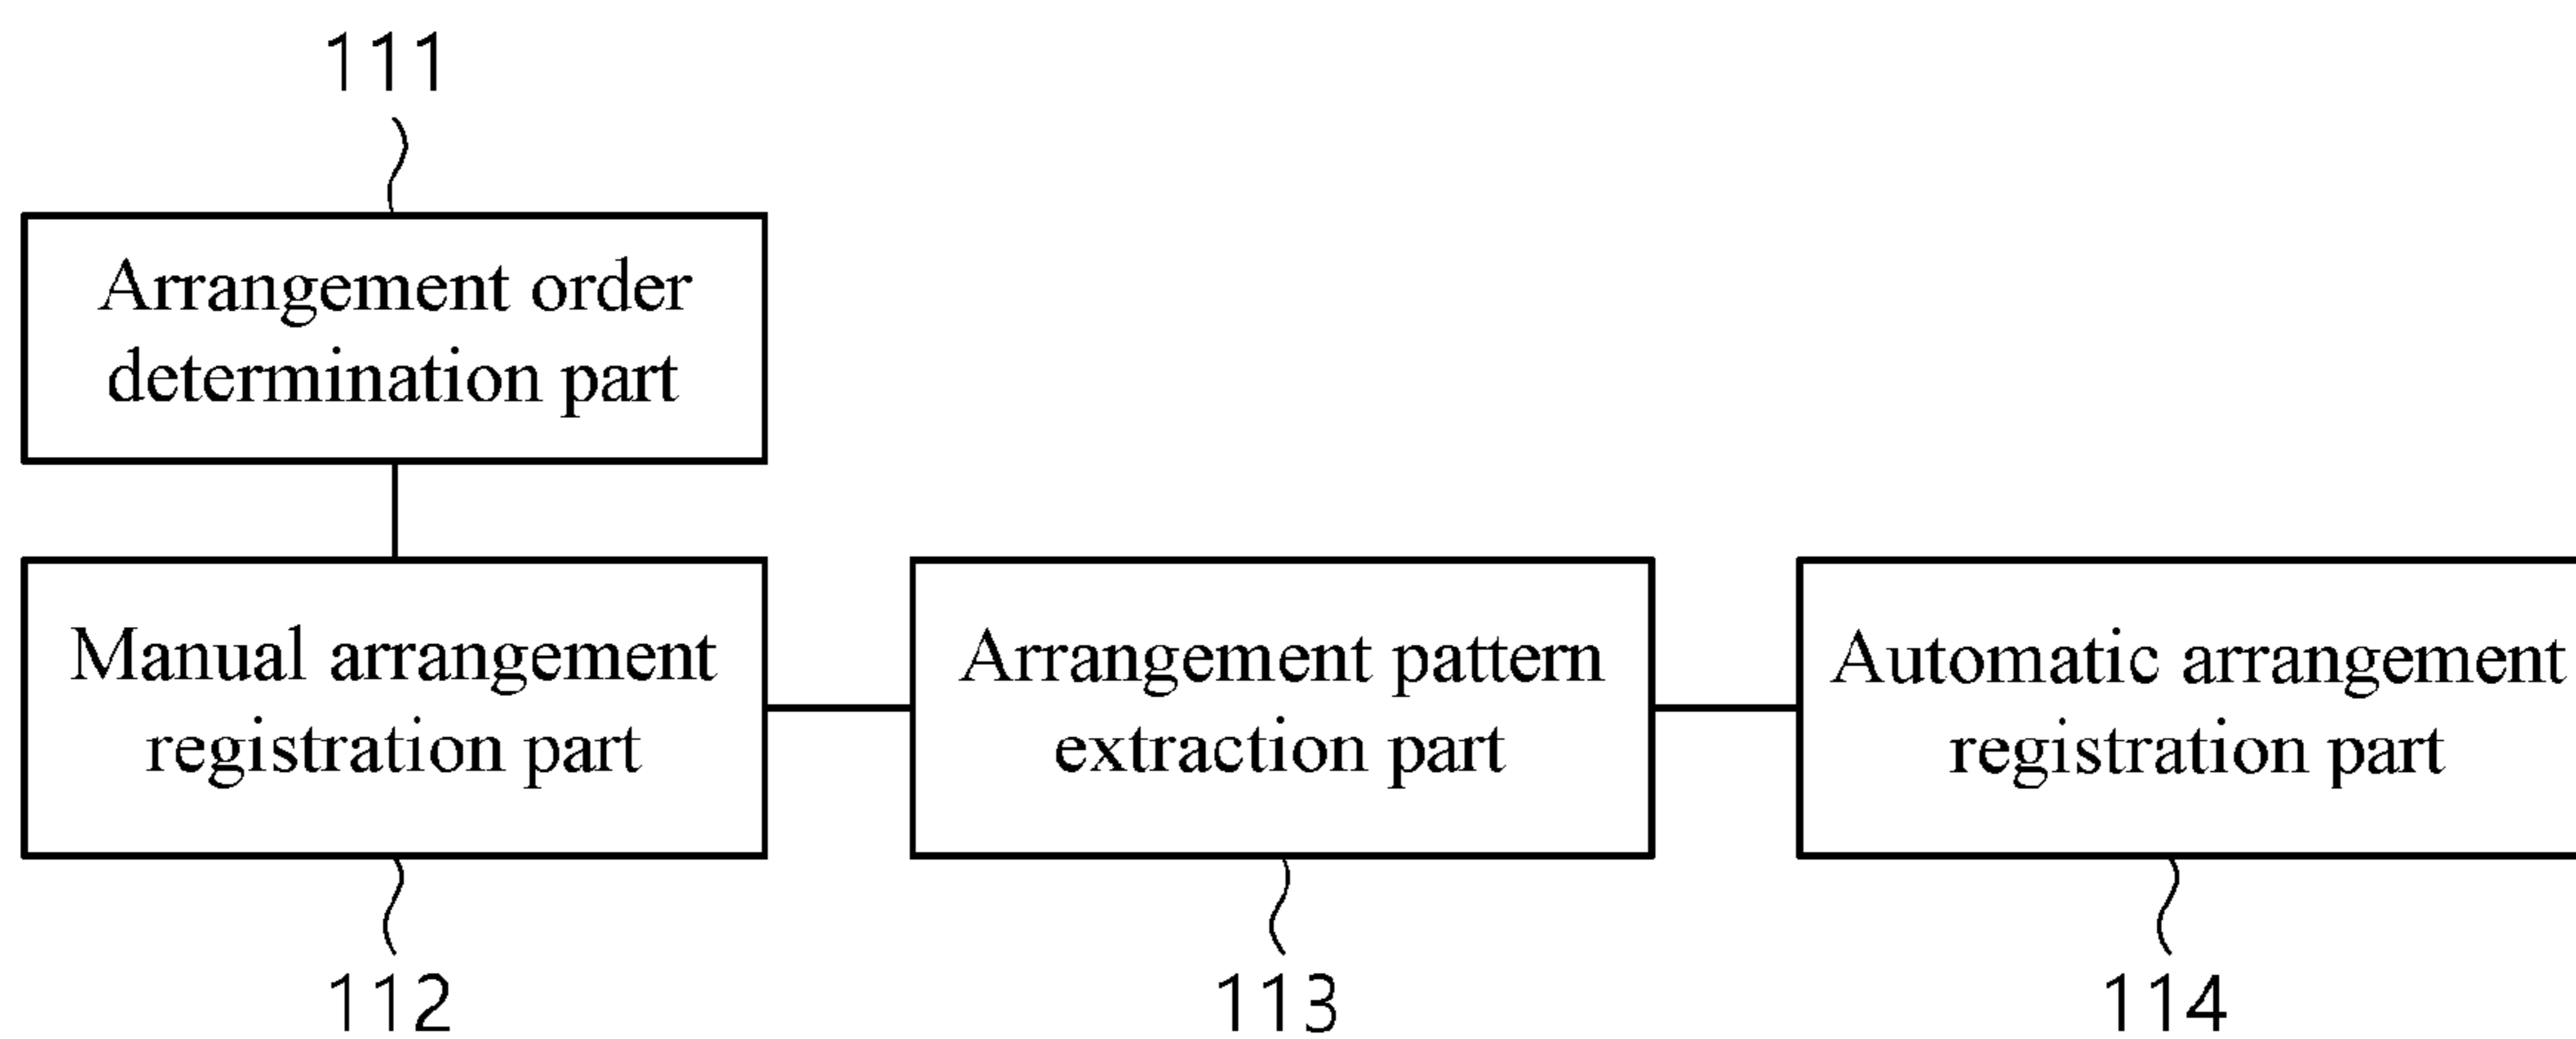 111
Arrangement order
determination part
Manual arrangement
registration part
Arrangement pattern
extraction part
Automatic arrangement
registration part
112
113
114